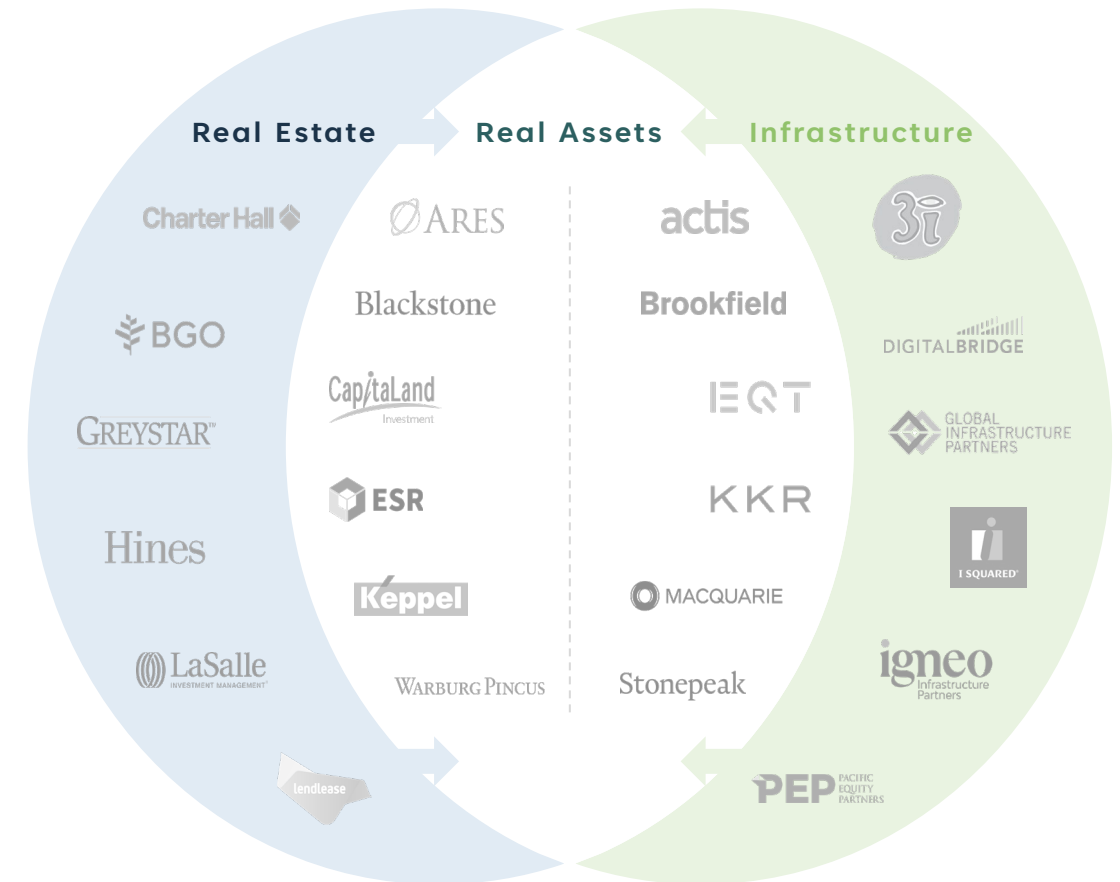 Real Estate
Real Assets
Infrastructure
Charter Hall
ARES
actis
3i
Blackstone
Brookfield
BGO
DIGITALBRIDGE
CapitaLand
Investment
EQT
GREYSTAR™
GLOBAL
INFRASTRUCTURE
PARTNERS
ESR
KKR
Hines
I SQUARED
Keppel
MACQUARIE
LaSalle
INVESTMENT MANAGEMENT
igneo
Infrastructure
Partners
WARBURG PINCUS
Stonepeak
lendlease
PEP
PACIFIC
EQUITY
PARTNERS